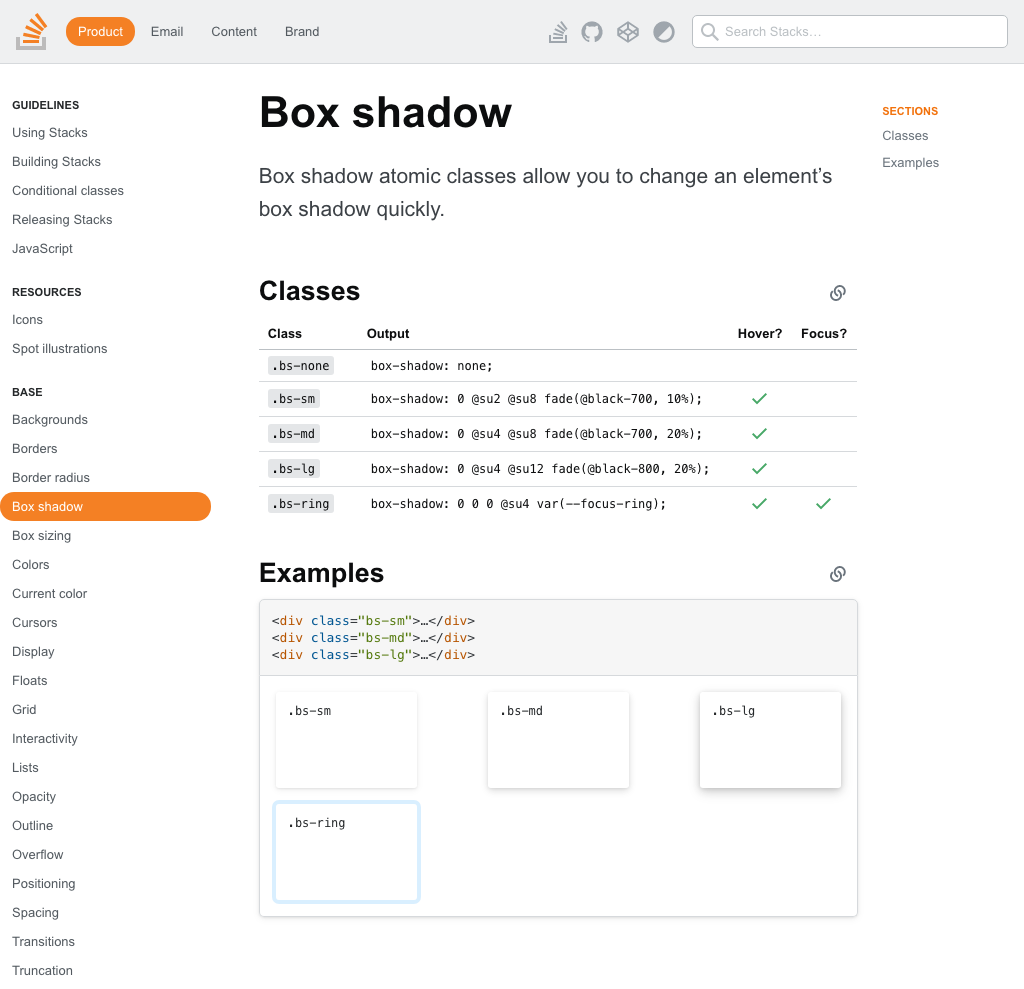 Product Email Content Brand Search Stacks…
GUIDELINES
Using Stacks
Building Stacks
Conditional classes
Releasing Stacks
JavaScript
RESOURCES
Icons
Spot illustrations
BASE
Backgrounds
Borders
Border radius
Box shadow
Box sizing
Colors
Current color
Cursors
Display
Floats
Grid
Interactivity
Lists
Opacity
Outline
Overflow
Positioning
Spacing
Transitions
Truncation
Box shadow
Box shadow atomic classes allow you to change an element’s
box shadow quickly.
Classes
Class Output Hover? Focus?
.bs-none box-shadow: none;
.bs-sm box-shadow: 0 @su2 @su8 fade(@black-700, 10%);
.bs-md box-shadow: 0 @su4 @su8 fade(@black-700, 20%);
.bs-lg box-shadow: 0 @su4 @su12 fade(@black-800, 20%);
.bs-ring box-shadow: 0 0 0 @su4 var(--focus-ring);
Examples
<div class="bs-sm">…</div>
<div class="bs-md">…</div>
<div class="bs-lg">…</div>
.bs-sm .bs-md .bs-lg
.bs-ring
SECTIONS
Classes
Examples